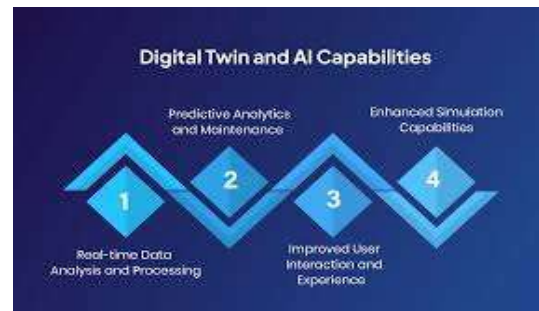 Digital Twin and AI Capabilities
Predictive Analytics
and Maintenance
Enhanced Simulation
Capabilities
1
2
3
4
Real-time Data
Analysis and Processing
Improved User
Interaction and
Experience